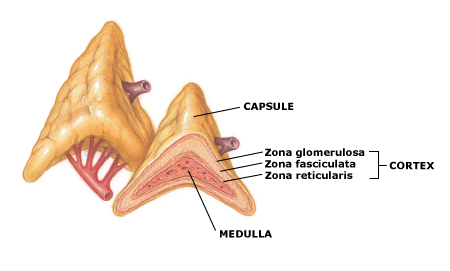 CAPSULE
Zona glomerulosa
Zona fasciculata
Zona reticularis
CORTEX
MEDULLA